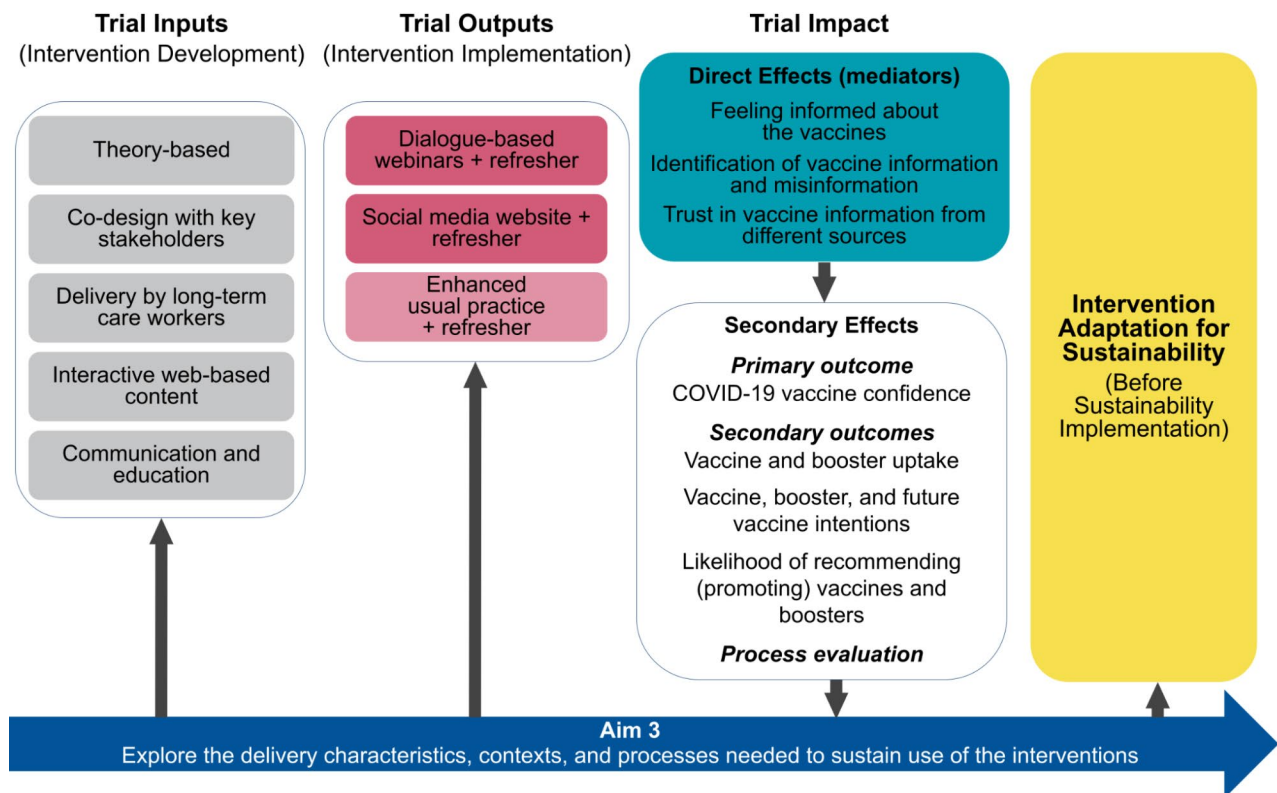 Trial Inputs
(Intervention Development)
Theory-based
Co-design with key
stakeholders
Delivery by long-term
care workers
Interactive web-based
content
Communication and
education
Trial Outputs
(Intervention Implementation)
Dialogue-based
webinars + refresher
Social media website +
refresher
Enhanced
usual practice
+ refresher
Trial Impact
Direct Effects (mediators)
Feeling informed about
the vaccines
Identification of vaccine information
and misinformation
Trust in vaccine information from
different sources
Secondary Effects
Primary outcome
COVID-19 vaccine confidence
Secondary outcomes
Vaccine and booster uptake
Vaccine, booster, and future
vaccine intentions
Likelihood of recommending
(promoting) vaccines and
boosters
Process evaluation
Intervention
Adaptation for
Sustainability
(Before
Sustainability
Implementation)
Aim 3
Explore the delivery characteristics, contexts, and processes needed to sustain use of the interventions